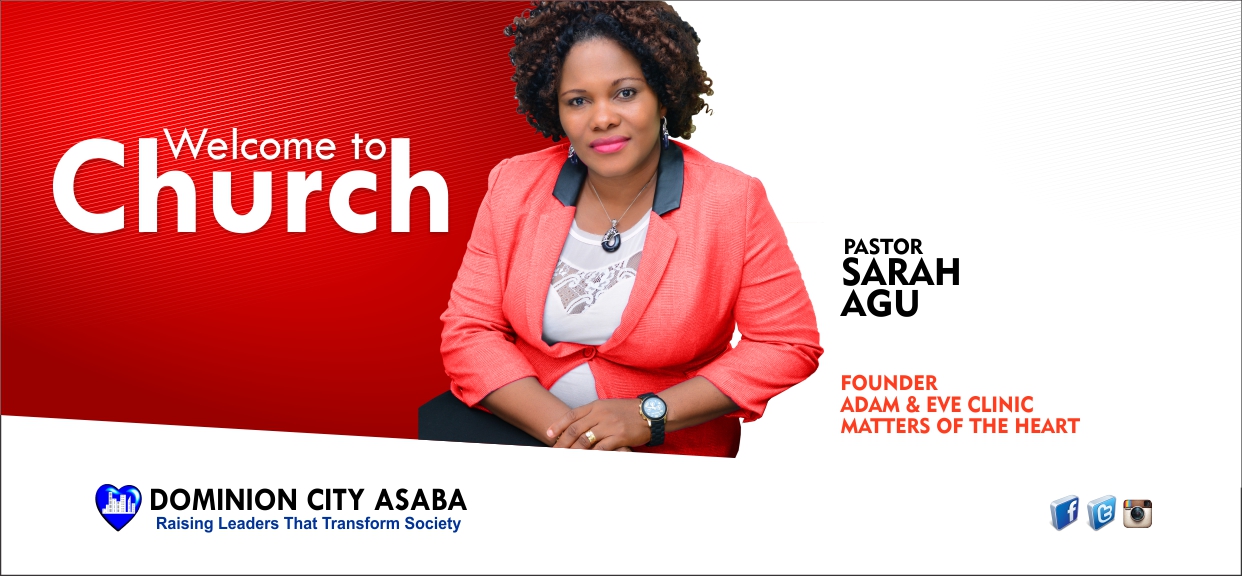 Welcome to
Church
PASTOR
SARAH
AGU
FOUNDER
ADAM & EVE CLINIC
MATTERS OF THE HEART
DOMINION CITY ASABA
Raising Leaders That Transform Society